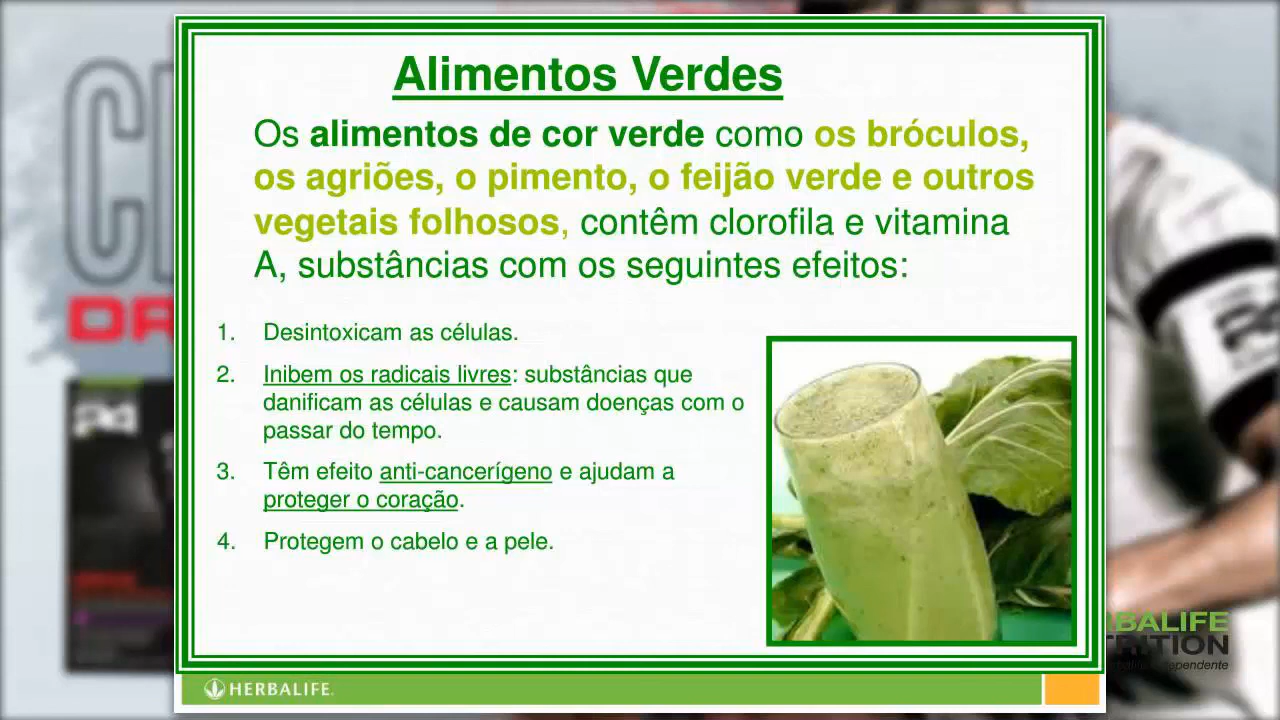 Alimentos Verdes
Os alimentos de cor verde como os bróculos,
os agriões, o pimento, o feijão verde e outros
vegetais folhosos, contêm clorofila e vitamina
A, substâncias com os seguintes efeitos:
1. Desintoxicam as células.
2. Inibem os radicais livres: substâncias que
danificam as células e causam doenças com o
passar do tempo.
3. Têm efeito anti-cancerígeno e ajudam a
proteger o coração.
4. Protegem o cabelo e a pele.
HERBALIFE.